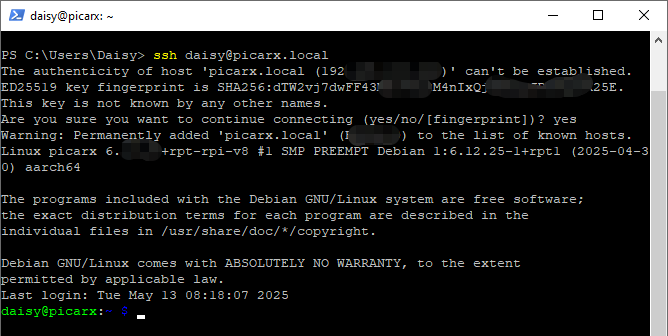 daisy@picarx: ~
PS C:\Users\Daisy> ssh daisy@picarx.local
The authenticity of host 'picarx.local (192 )' can't be established.
ED25519 key fingerprint is SHA256:dTW2vj7dwFF43 M4nIxQj 25E.
This key is not known by any other names.
Are you sure you want to continue connecting (yes/no/[fingerprint])? yes
Warning: Permanently added 'picarx.local' ( ) to the list of known hosts.
Linux picarx 6. +rpt-rpi-v8 #1 SMP PREEMPT Debian 1:6.12.25-1+rpt1 (2025-04-3
0) aarch64
The programs included with the Debian GNU/Linux system are free software;
the exact distribution terms for each program are described in the
individual files in /usr/share/doc/*/copyright.
Debian GNU/Linux comes with ABSOLUTELY NO WARRANTY, to the extent
permitted by applicable law.
Last login: Tue May 13 08:18:07 2025
daisy@picarx:~ $